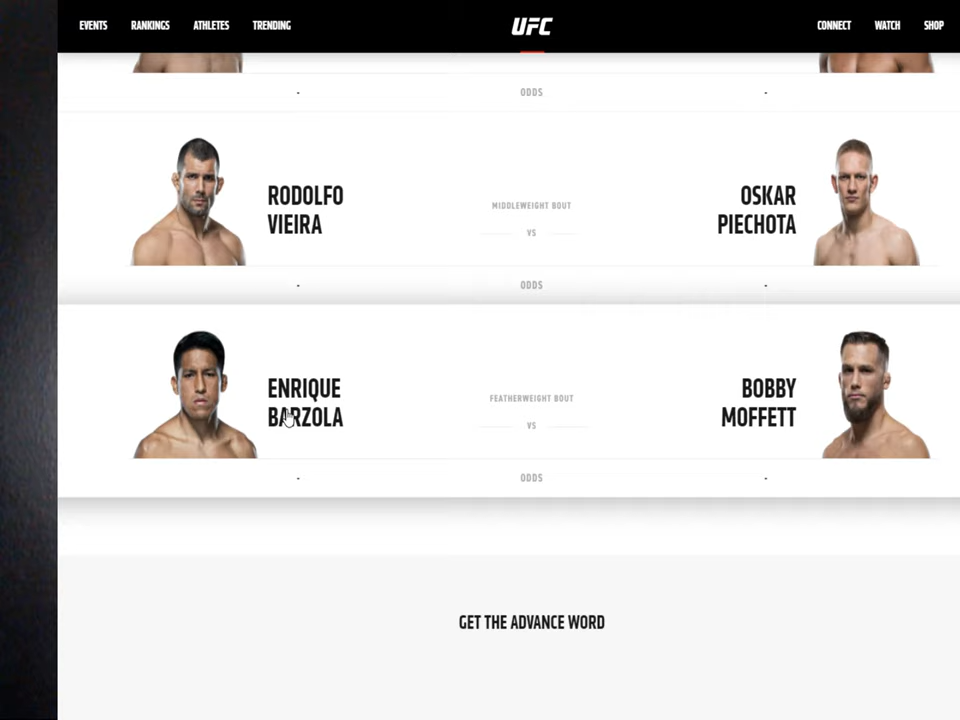 EVENTS RANKINGS ATHLETES TRENDING UFC CONNECT WATCH SHOP
- ODDS -
RODOLFO
VIEIRA
MIDDLEWEIGHT BOUT
VS
OSKAR
PIECHOTA
- ODDS -
ENRIQUE
BARZOLA
FEATHERWEIGHT BOUT
VS
BOBBY
MOFFETT
- ODDS -
GET THE ADVANCE WORD